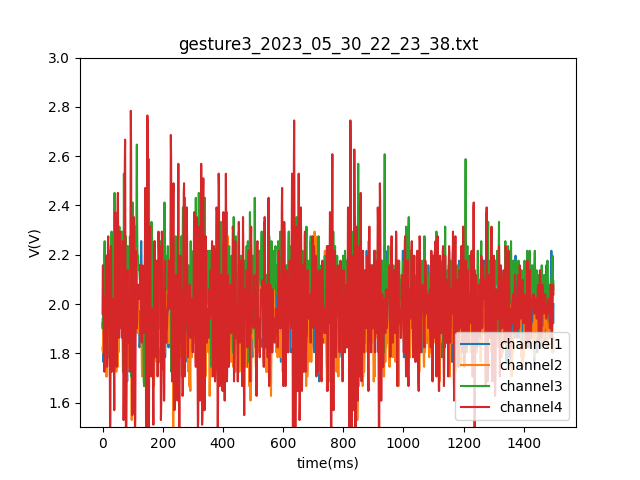 gesture3_2023_05_30_22_23_38.txt
3.0
2.8
2.6
2.4
2.2
2.0
1.8
1.6
V(V)
channel1
channel2
channel3
channel4
0 200 400 600 800 1000 1200 1400
time(ms)